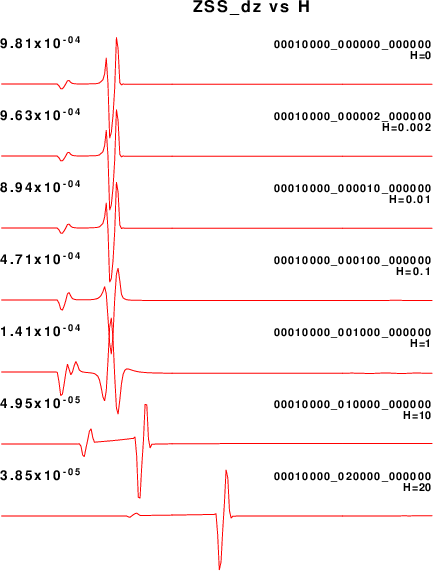 ZSS_dz vs H
9.81x10-04 00010000_000000_000000
H=0
9.63x10-04 00010000_000002_000000
H=0.002
8.94x10-04 00010000_000010_000000
H=0.01
4.71x10-04 00010000_000100_000000
H=0.1
1.41x10-04 00010000_001000_000000
H=1
4.95x10-05 00010000_010000_000000
H=10
3.85x10-05 00010000_020000_000000
H=20